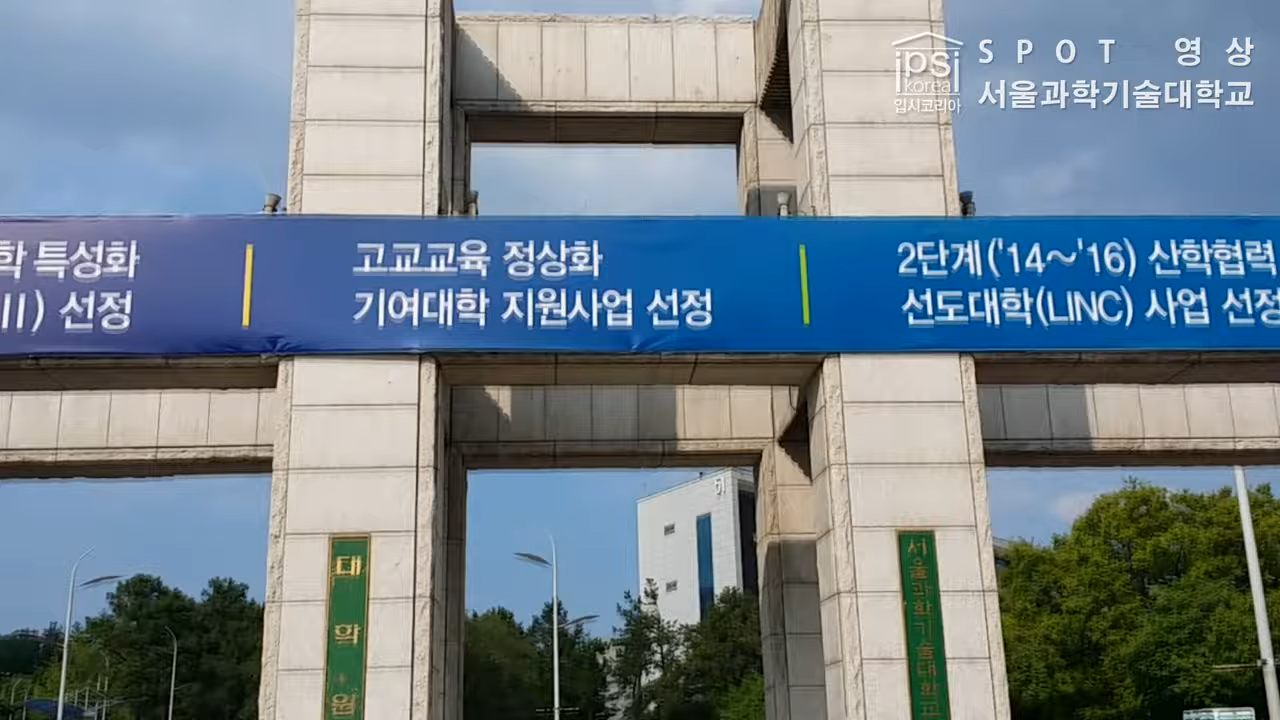 SPOT 영상
서울과학기술대학교
ipsi
korea
입시코리아
학 특성화
II) 선정
고교교육 정상화
기여대학 지원사업 선정
2단계('14~'16) 산학협력
선도대학(LINC) 사업 선정
대학원
서울과학기술대학교